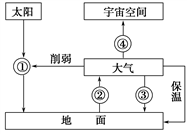 太阳
宇宙空间
④
削弱
大气
①
②
③
保温
地面